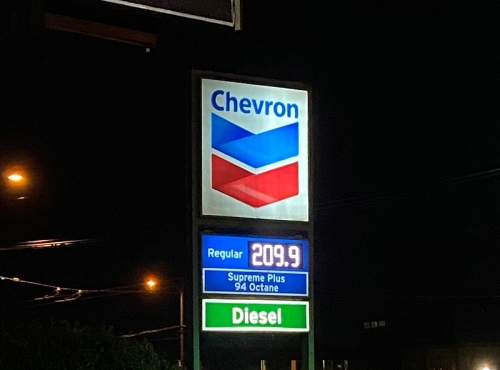 Chevron
Regular 209.9
Supreme Plus
94 Octane
Diesel